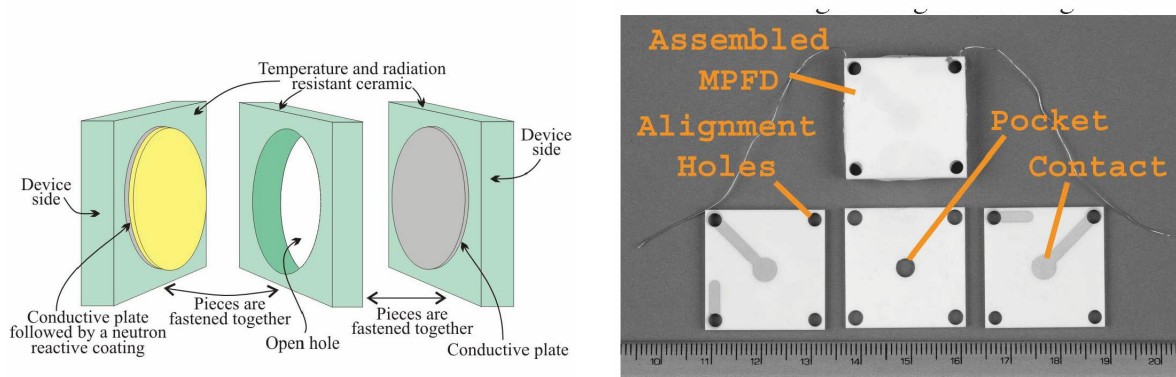 Temperature and radiation
resistant ceramic
Device
side
Device
side
Pieces are
fastened together
Pieces are
fastened together
Conductive plate
followed by a neutron
reactive coating
Open hole
Conductive plate
Assembled
MPFD
Alignment
Holes
Pocket
Contact
10 11 12 13 14 15 16 17 18 19 20